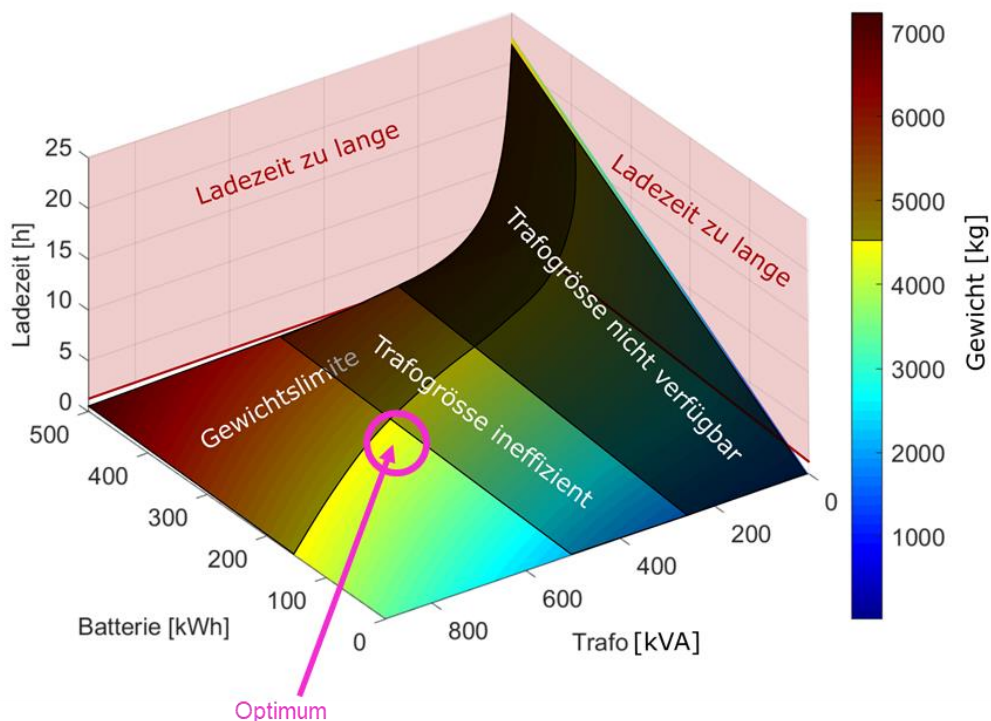 7000
6000
5000
4000
3000
2000
1000
Gewicht [kg]
Ladezeit zu lange
Ladezeit zu lange
25
20
15
10
5
0
Ladezeit [h]
Trafogrösse nicht verfügbar
Trafogrösse ineffizient
Gewichtslimite
500
400
300
200
100
0
Batterie [kWh]
800
600
400
200
0
Trafo [kVA]
Optimum